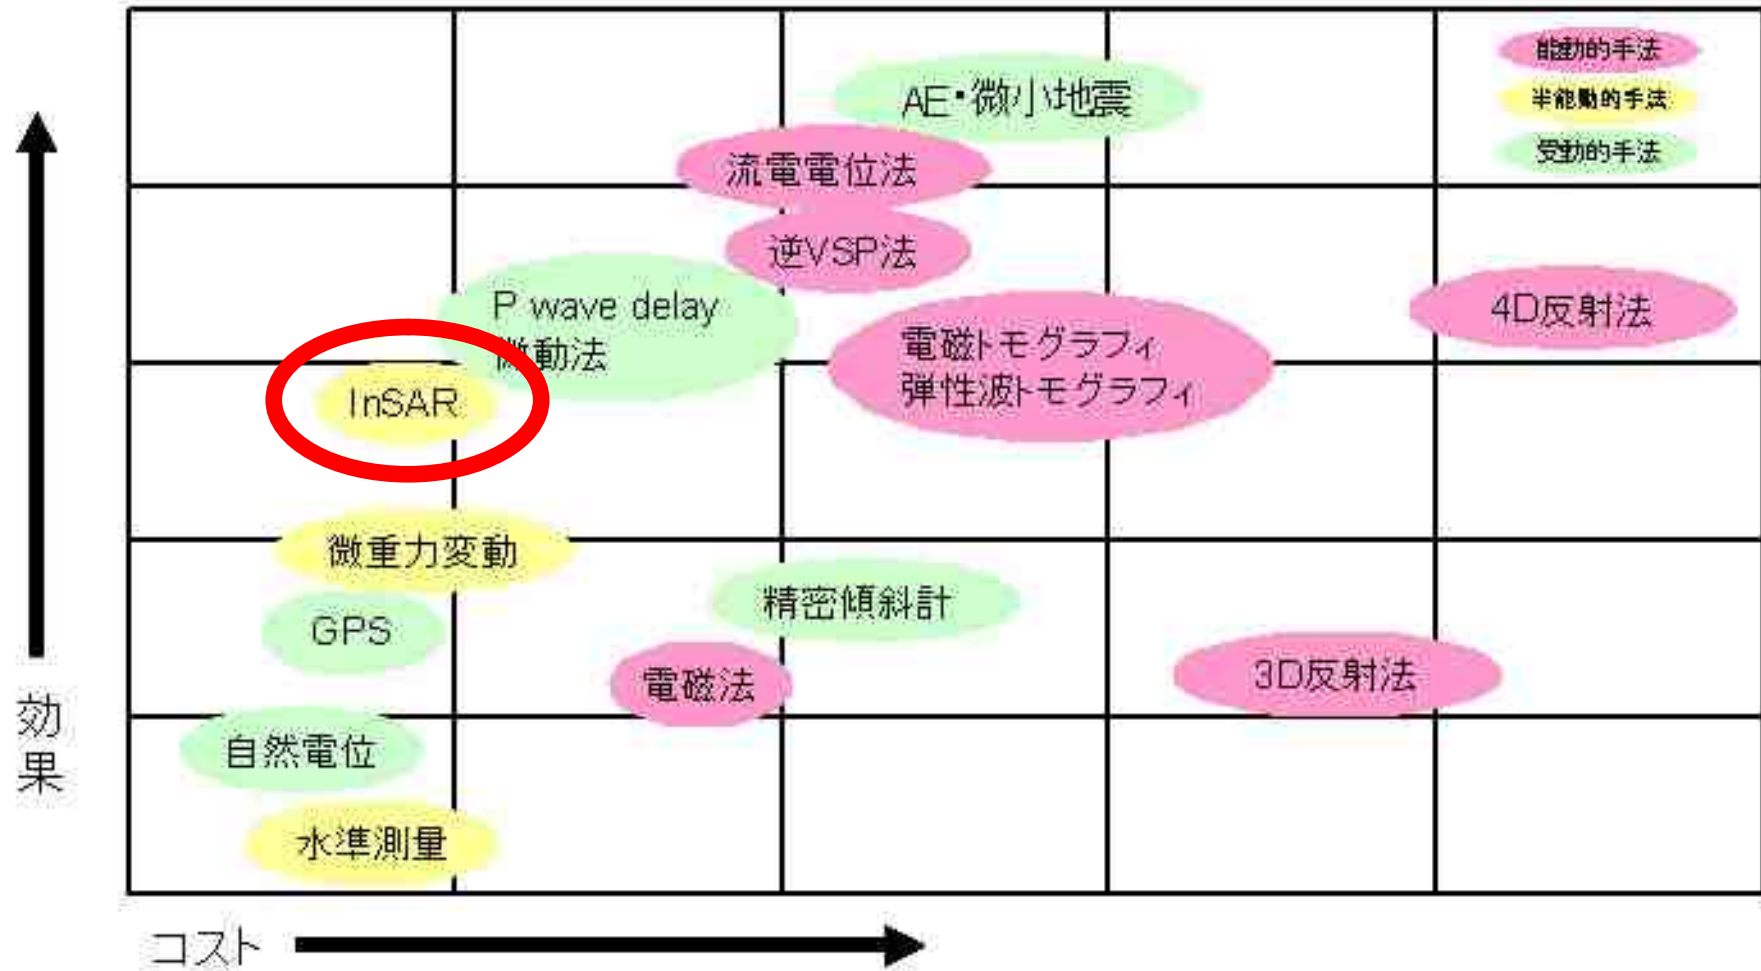 能動的手法
半能動的手法
受動的手法
AE・微小地震
流電電位法
逆VSP法
P wave delay
微動法
4D反射法
電磁トモグラフィ
弾性波トモグラフィ
InSAR
微重力変動
精密傾斜計
GPS
電磁法
3D反射法
自然電位
水準測量
効果
コスト